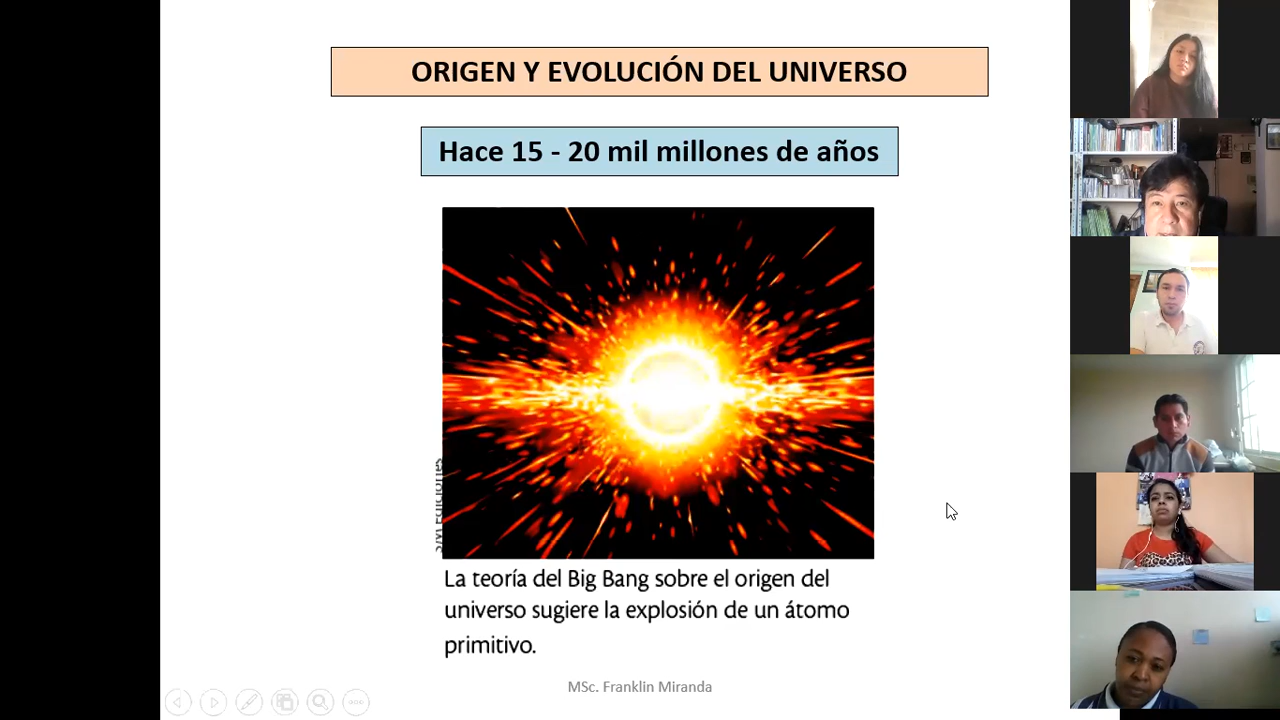 ORIGEN Y EVOLUCIÓN DEL UNIVERSO
Hace 15 - 20 mil millones de años
La teoría del Big Bang sobre el origen del
universo sugiere la explosión de un átomo
primitivo.
MSc. Franklin Miranda